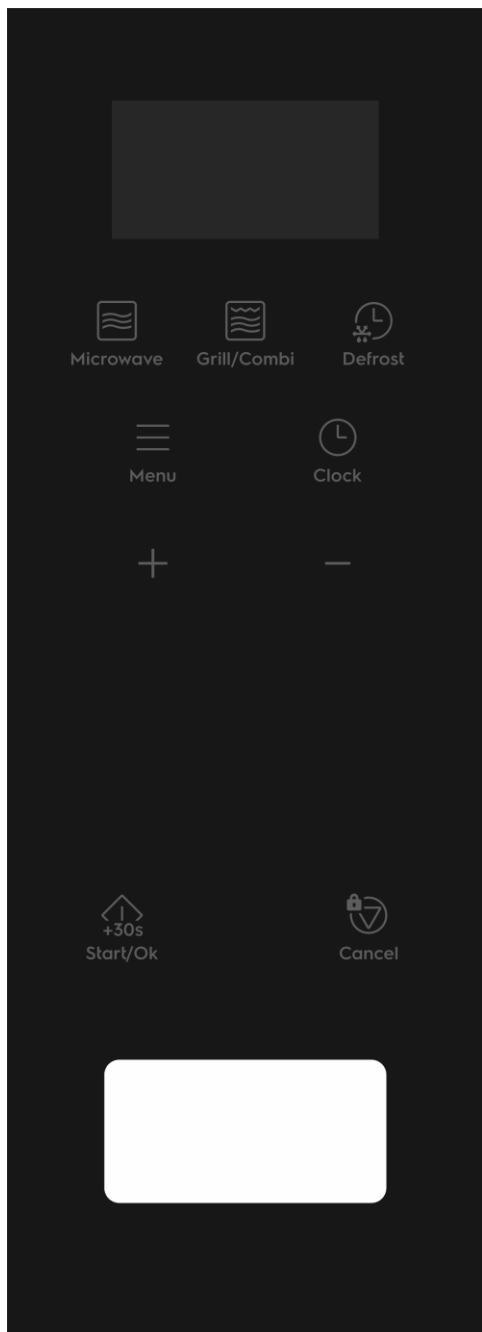 Microwave Grill/Combi Defrost
Menu Clock
+ −
+30s
Start/Ok Cancel